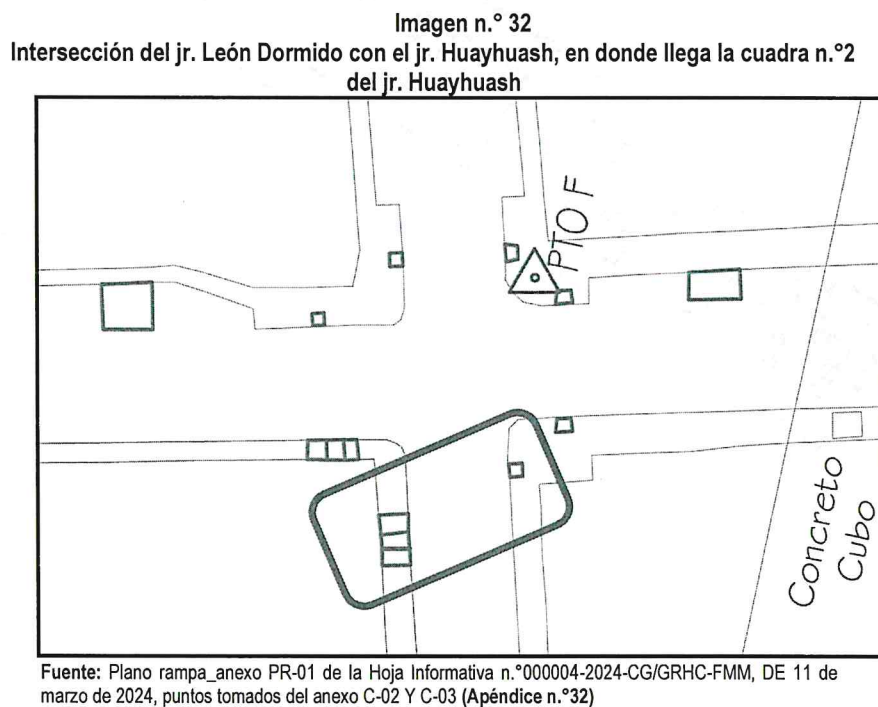 Imagen n.° 32
Intersección del jr. León Dormido con el jr. Huayhuash, en donde llega la cuadra n.°2
del jr. Huayhuash
PTO F
Concreto
Cubo
Fuente: Plano rampa_anexo PR-01 de la Hoja Informativa n.°000004-2024-CG/GRHC-FMM, DE 11 de
marzo de 2024, puntos tomados del anexo C-02 Y C-03 (Apéndice n.°32)